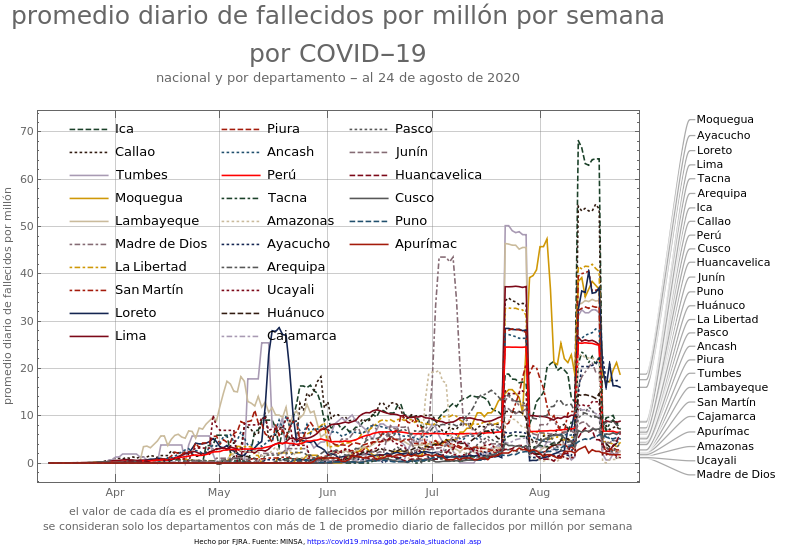 promedio diario de fallecidos por millón por semana
por COVID−19
nacional y por departamento − al 24 de agosto de 2020
promedio diario de fallecidos por millón
70
60
50
40
30
20
10
0
Apr
May
Jun
Jul
Aug
Ica
Callao
Tumbes
Moquegua
Lambayeque
Madre de Dios
La Libertad
San Martín
Loreto
Lima
Piura
Ancash
Perú
Tacna
Amazonas
Ayacucho
Arequipa
Ucayali
Huánuco
Cajamarca
Pasco
Junín
Huancavelica
Cusco
Puno
Apurímac
Moquegua
Ayacucho
Loreto
Lima
Tacna
Arequipa
Ica
Callao
Perú
Cusco
Huancavelica
Junín
Puno
Huánuco
La Libertad
Pasco
Ancash
Piura
Tumbes
Lambayeque
San Martín
Cajamarca
Apurímac
Amazonas
Ucayali
Madre de Dios
el valor de cada día es el promedio diario de fallecidos por millón reportados durante una semana
se consideran solo los departamentos con más de 1 de promedio diario de fallecidos por millón por semana
Hecho por FJRA. Fuente: MINSA, https://covid19.minsa.gob.pe/sala_situacional .asp